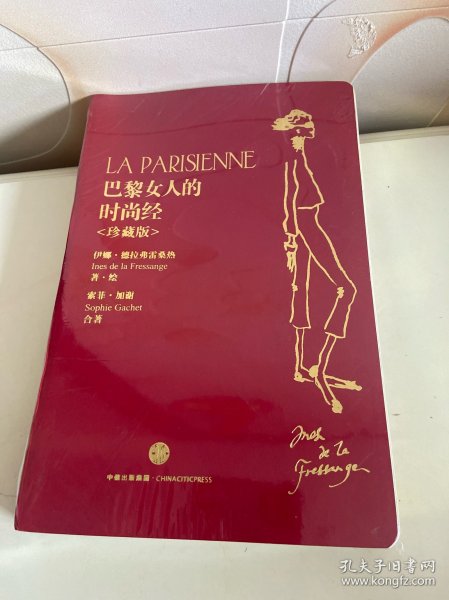 LA PARISIENNE
巴黎女人的
时尚经
<珍藏版>
伊娜·德拉弗雷桑热
Ines de la Fressange
著·绘
索菲·加谢
Sophie Gachet
合著
Ines
de la
Fressange
中信出版集团·CHINACITICPRESS
孔夫子旧书网
www.kongfz.com